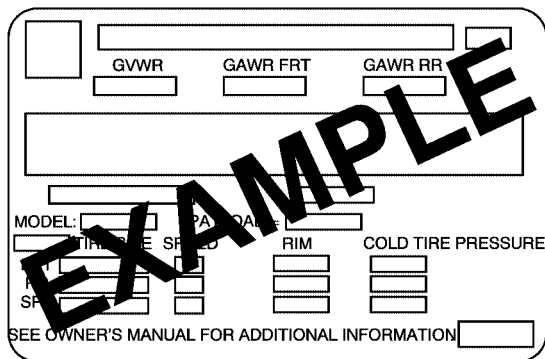 GVWR GAWR FRT GAWR RR
EXAMPLE
MODEL: PAYLOAD=
TIRE SIZE SPEED RIM COLD TIRE PRESSURE
SEE OWNER'S MANUAL FOR ADDITIONAL INFORMATION